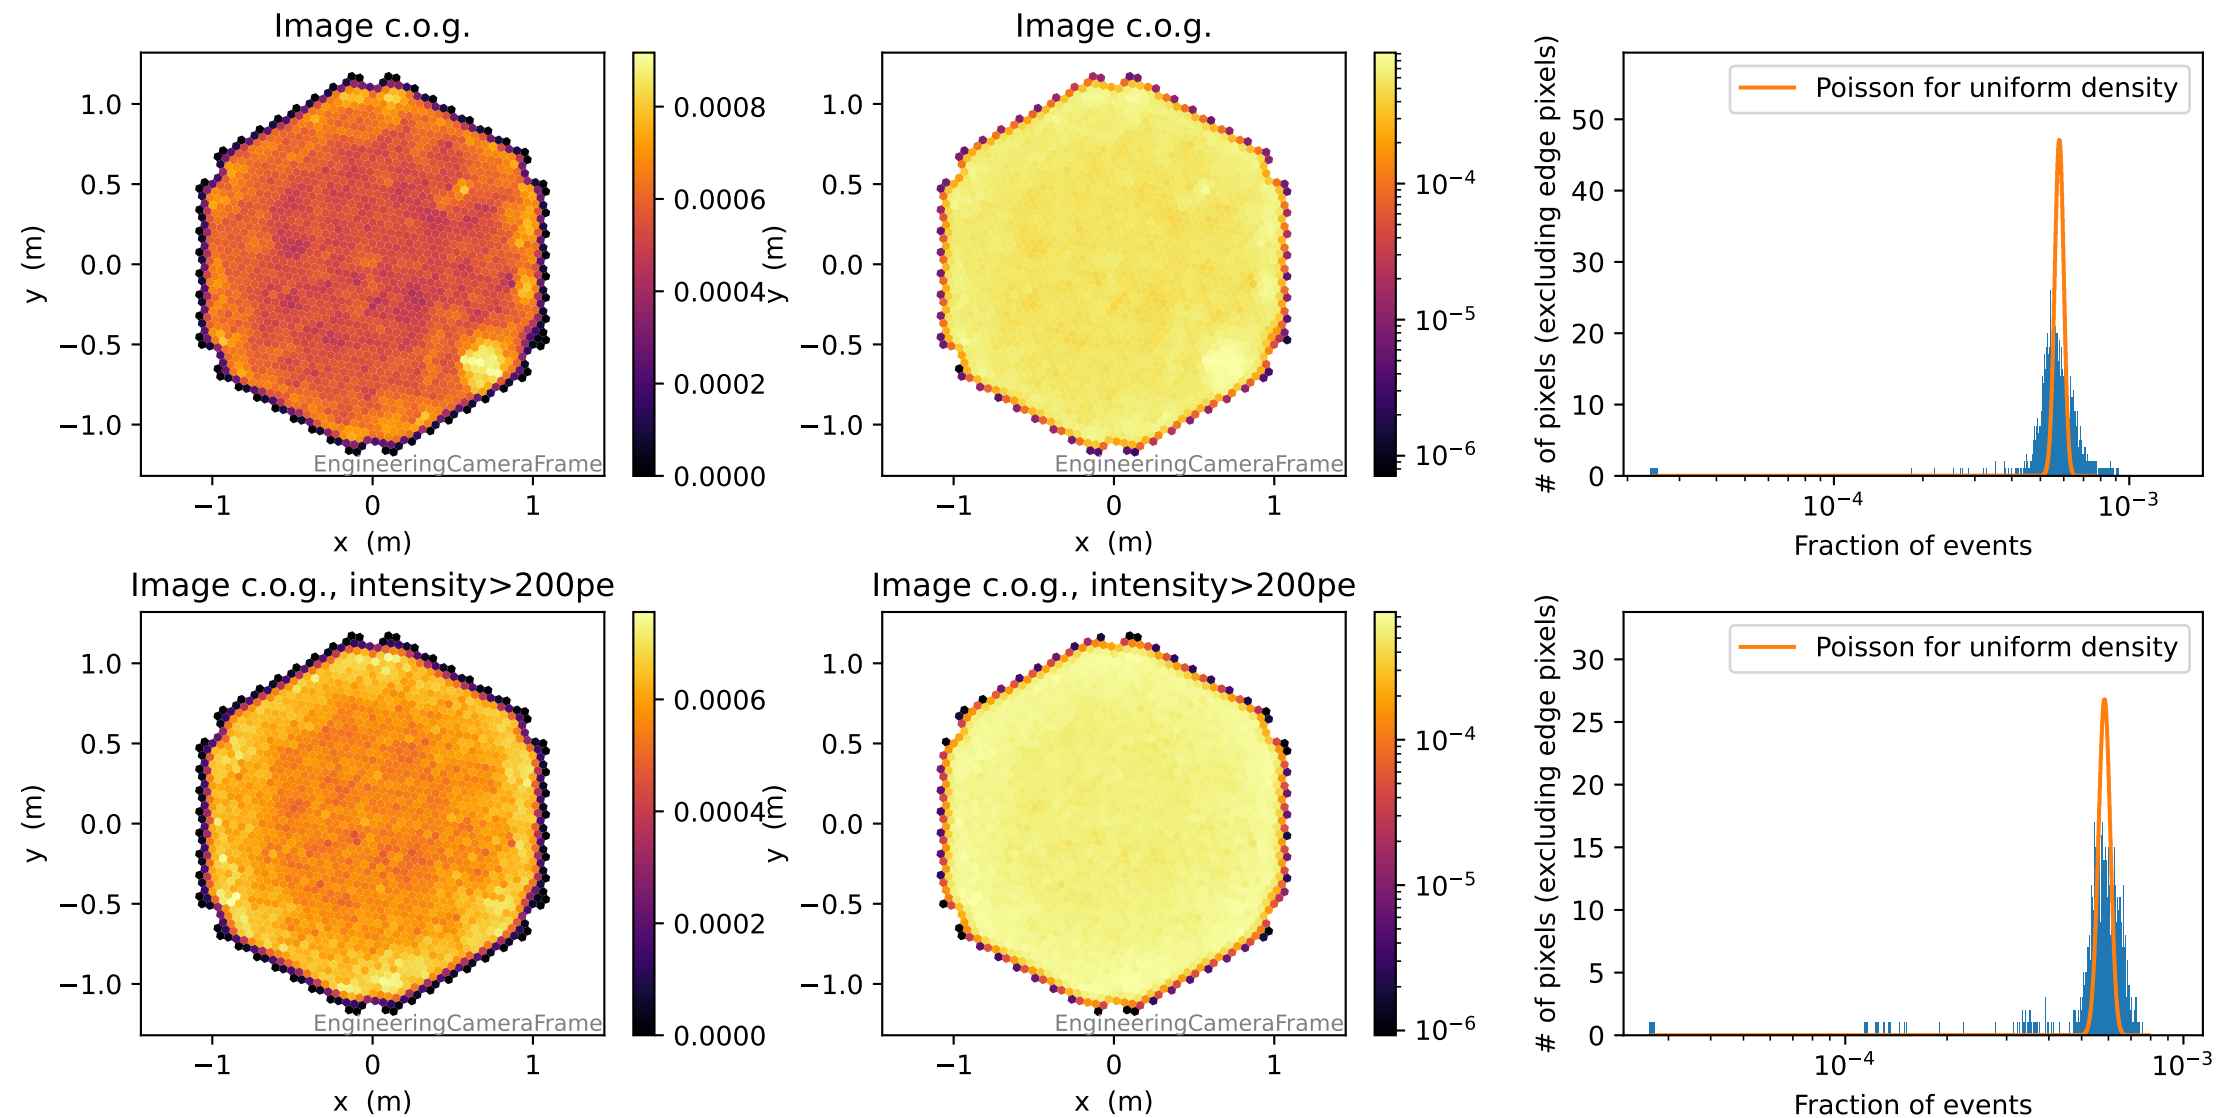 Image c.o.g.
1.0
0.5
0.0
−0.5
−1.0
y (m)
−1
0
1
x (m)
EngineeringCameraFrame
0.0008
0.0006
0.0004
0.0002
0.0000
Image c.o.g.
1.0
0.5
0.0
−0.5
−1.0
y (m)
−1
0
1
x (m)
EngineeringCameraFrame
10⁻⁴
10⁻⁵
10⁻⁶
# of pixels (excluding edge pixels)
50
40
30
20
10
0
Poisson for uniform density
10⁻⁴
10⁻³
Fraction of events
Image c.o.g., intensity>200pe
1.0
0.5
0.0
−0.5
−1.0
y (m)
−1
0
1
x (m)
EngineeringCameraFrame
0.0006
0.0004
0.0002
0.0000
Image c.o.g., intensity>200pe
1.0
0.5
0.0
−0.5
−1.0
y (m)
−1
0
1
x (m)
EngineeringCameraFrame
10⁻⁴
10⁻⁵
10⁻⁶
# of pixels (excluding edge pixels)
30
25
20
15
10
5
0
Poisson for uniform density
10⁻⁴
10⁻³
Fraction of events